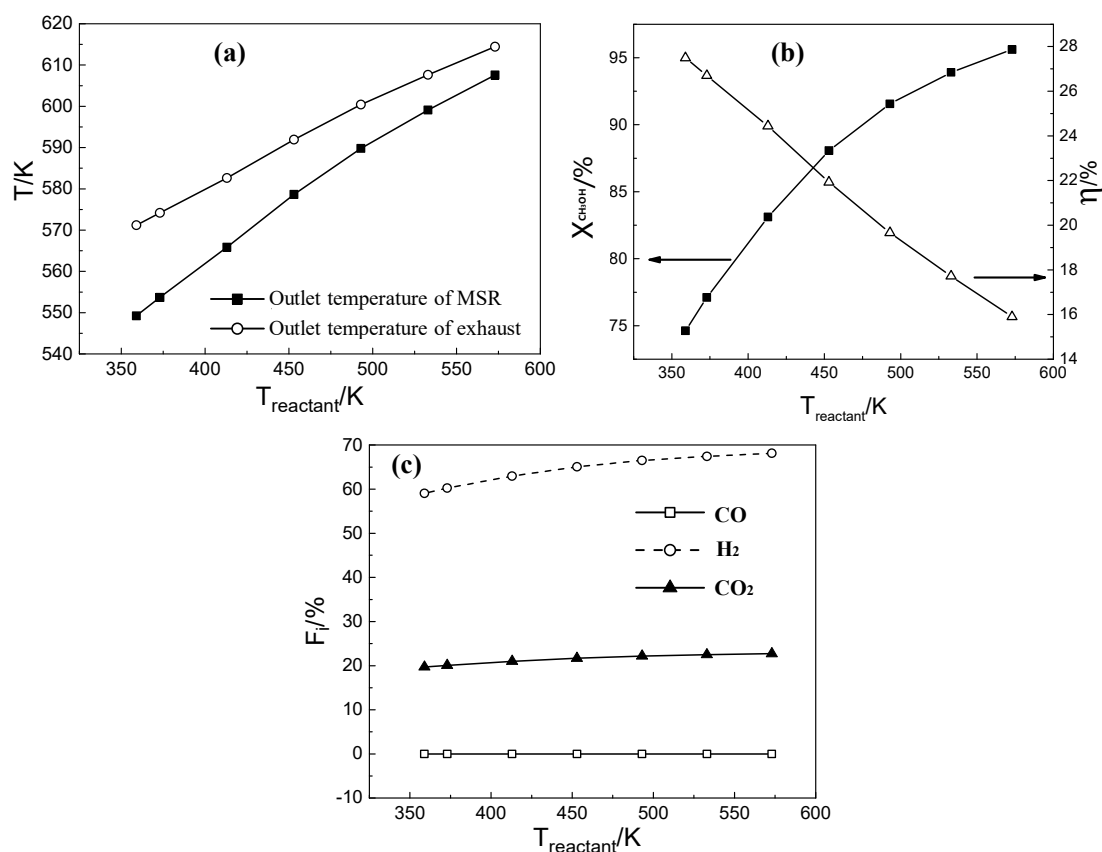 (a)
620
610
600
590
580
570
560
550
540
T/K
Outlet temperature of MSR
Outlet temperature of exhaust
350 400 450 500 550 600
T_reactant/K
(b)
95
90
85
80
75
X_CH₃OH/%
28
26
24
22
20
18
16
14
η/%
350 400 450 500 550 600
T_reactant/K
(c)
70
60
50
40
30
20
10
0
-10
F_i/%
CO
H₂
CO₂
350 400 450 500 550 600
T_reactant/K